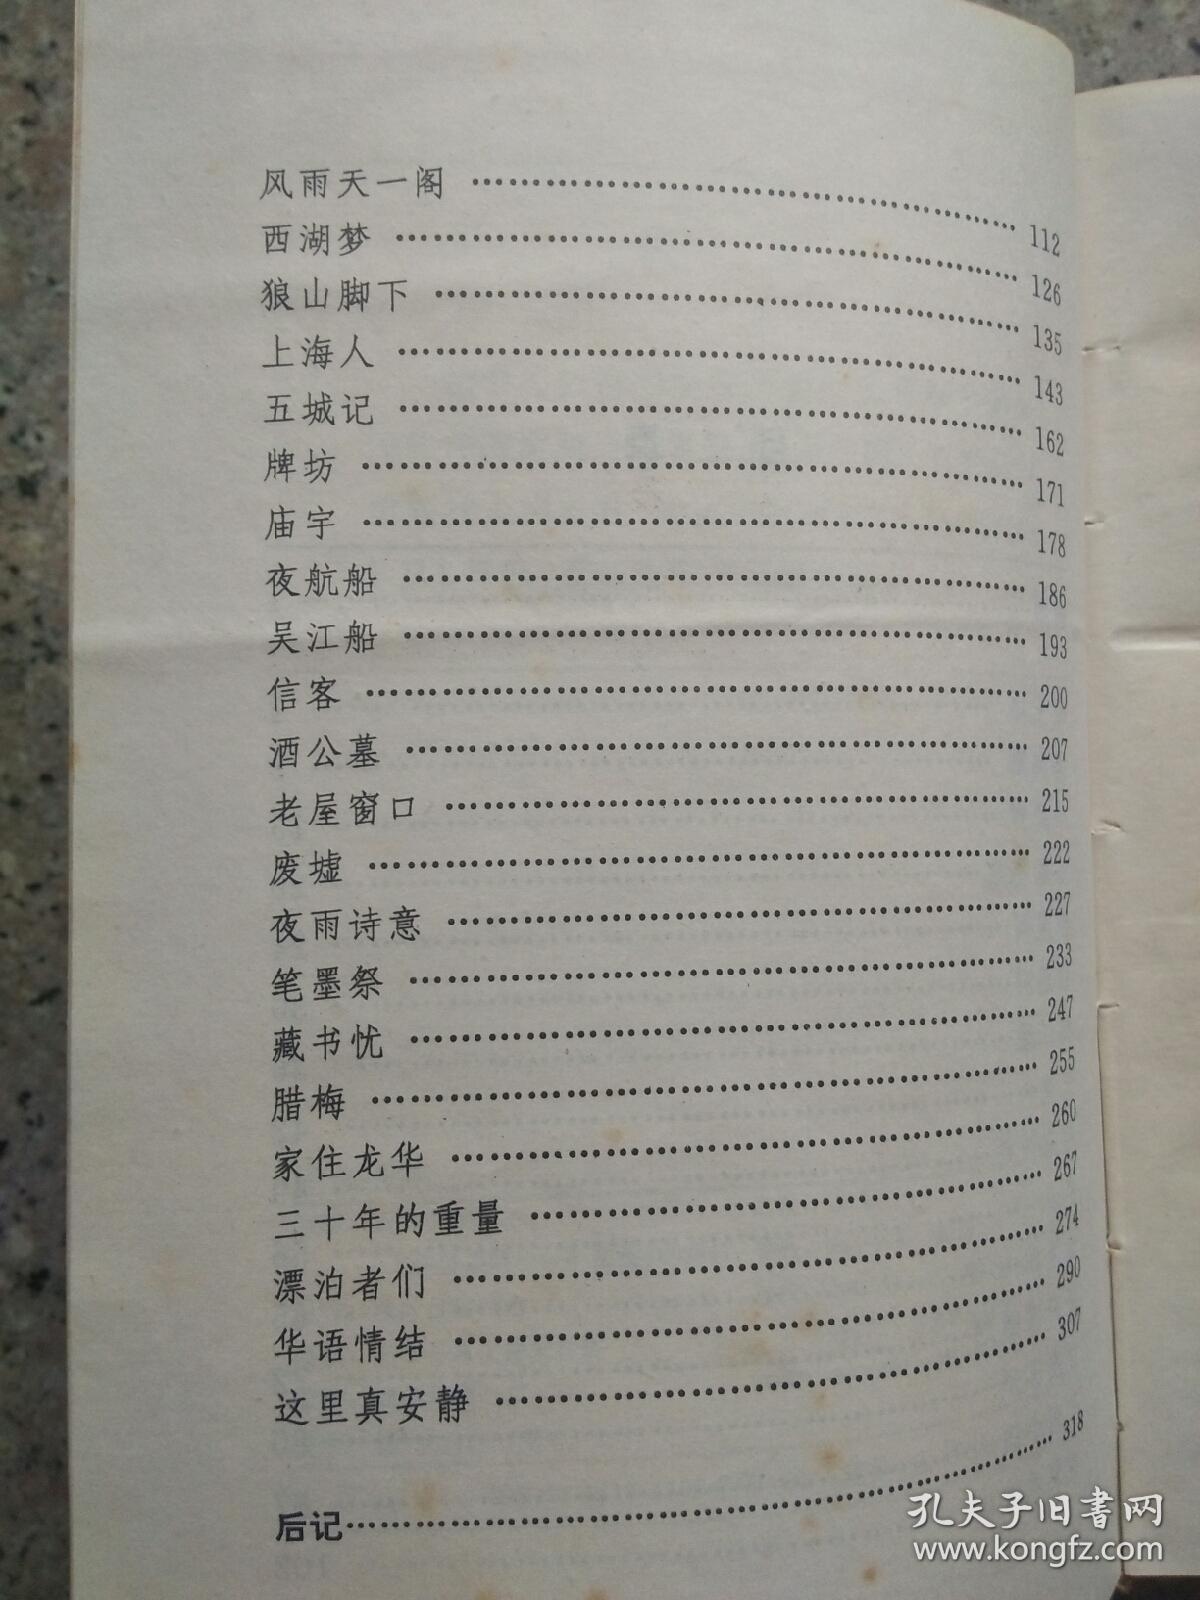 风雨天一阁 …… 112
西湖梦 …… 126
狼山脚下 …… 135
上海人 …… 143
五城记 …… 162
牌坊 …… 171
庙宇 …… 178
夜航船 …… 186
吴江船 …… 193
信客 …… 200
酒公墓 …… 207
老屋窗口 …… 215
废墟 …… 222
夜雨诗意 …… 227
笔墨祭 …… 233
藏书忧 …… 247
腊梅 …… 255
家住龙华 …… 260
三十年的重量 …… 267
漂泊者们 …… 274
华语情结 …… 290
这里真安静 …… 307
后记 …… 318
孔夫子旧书网
www.kongfz.com